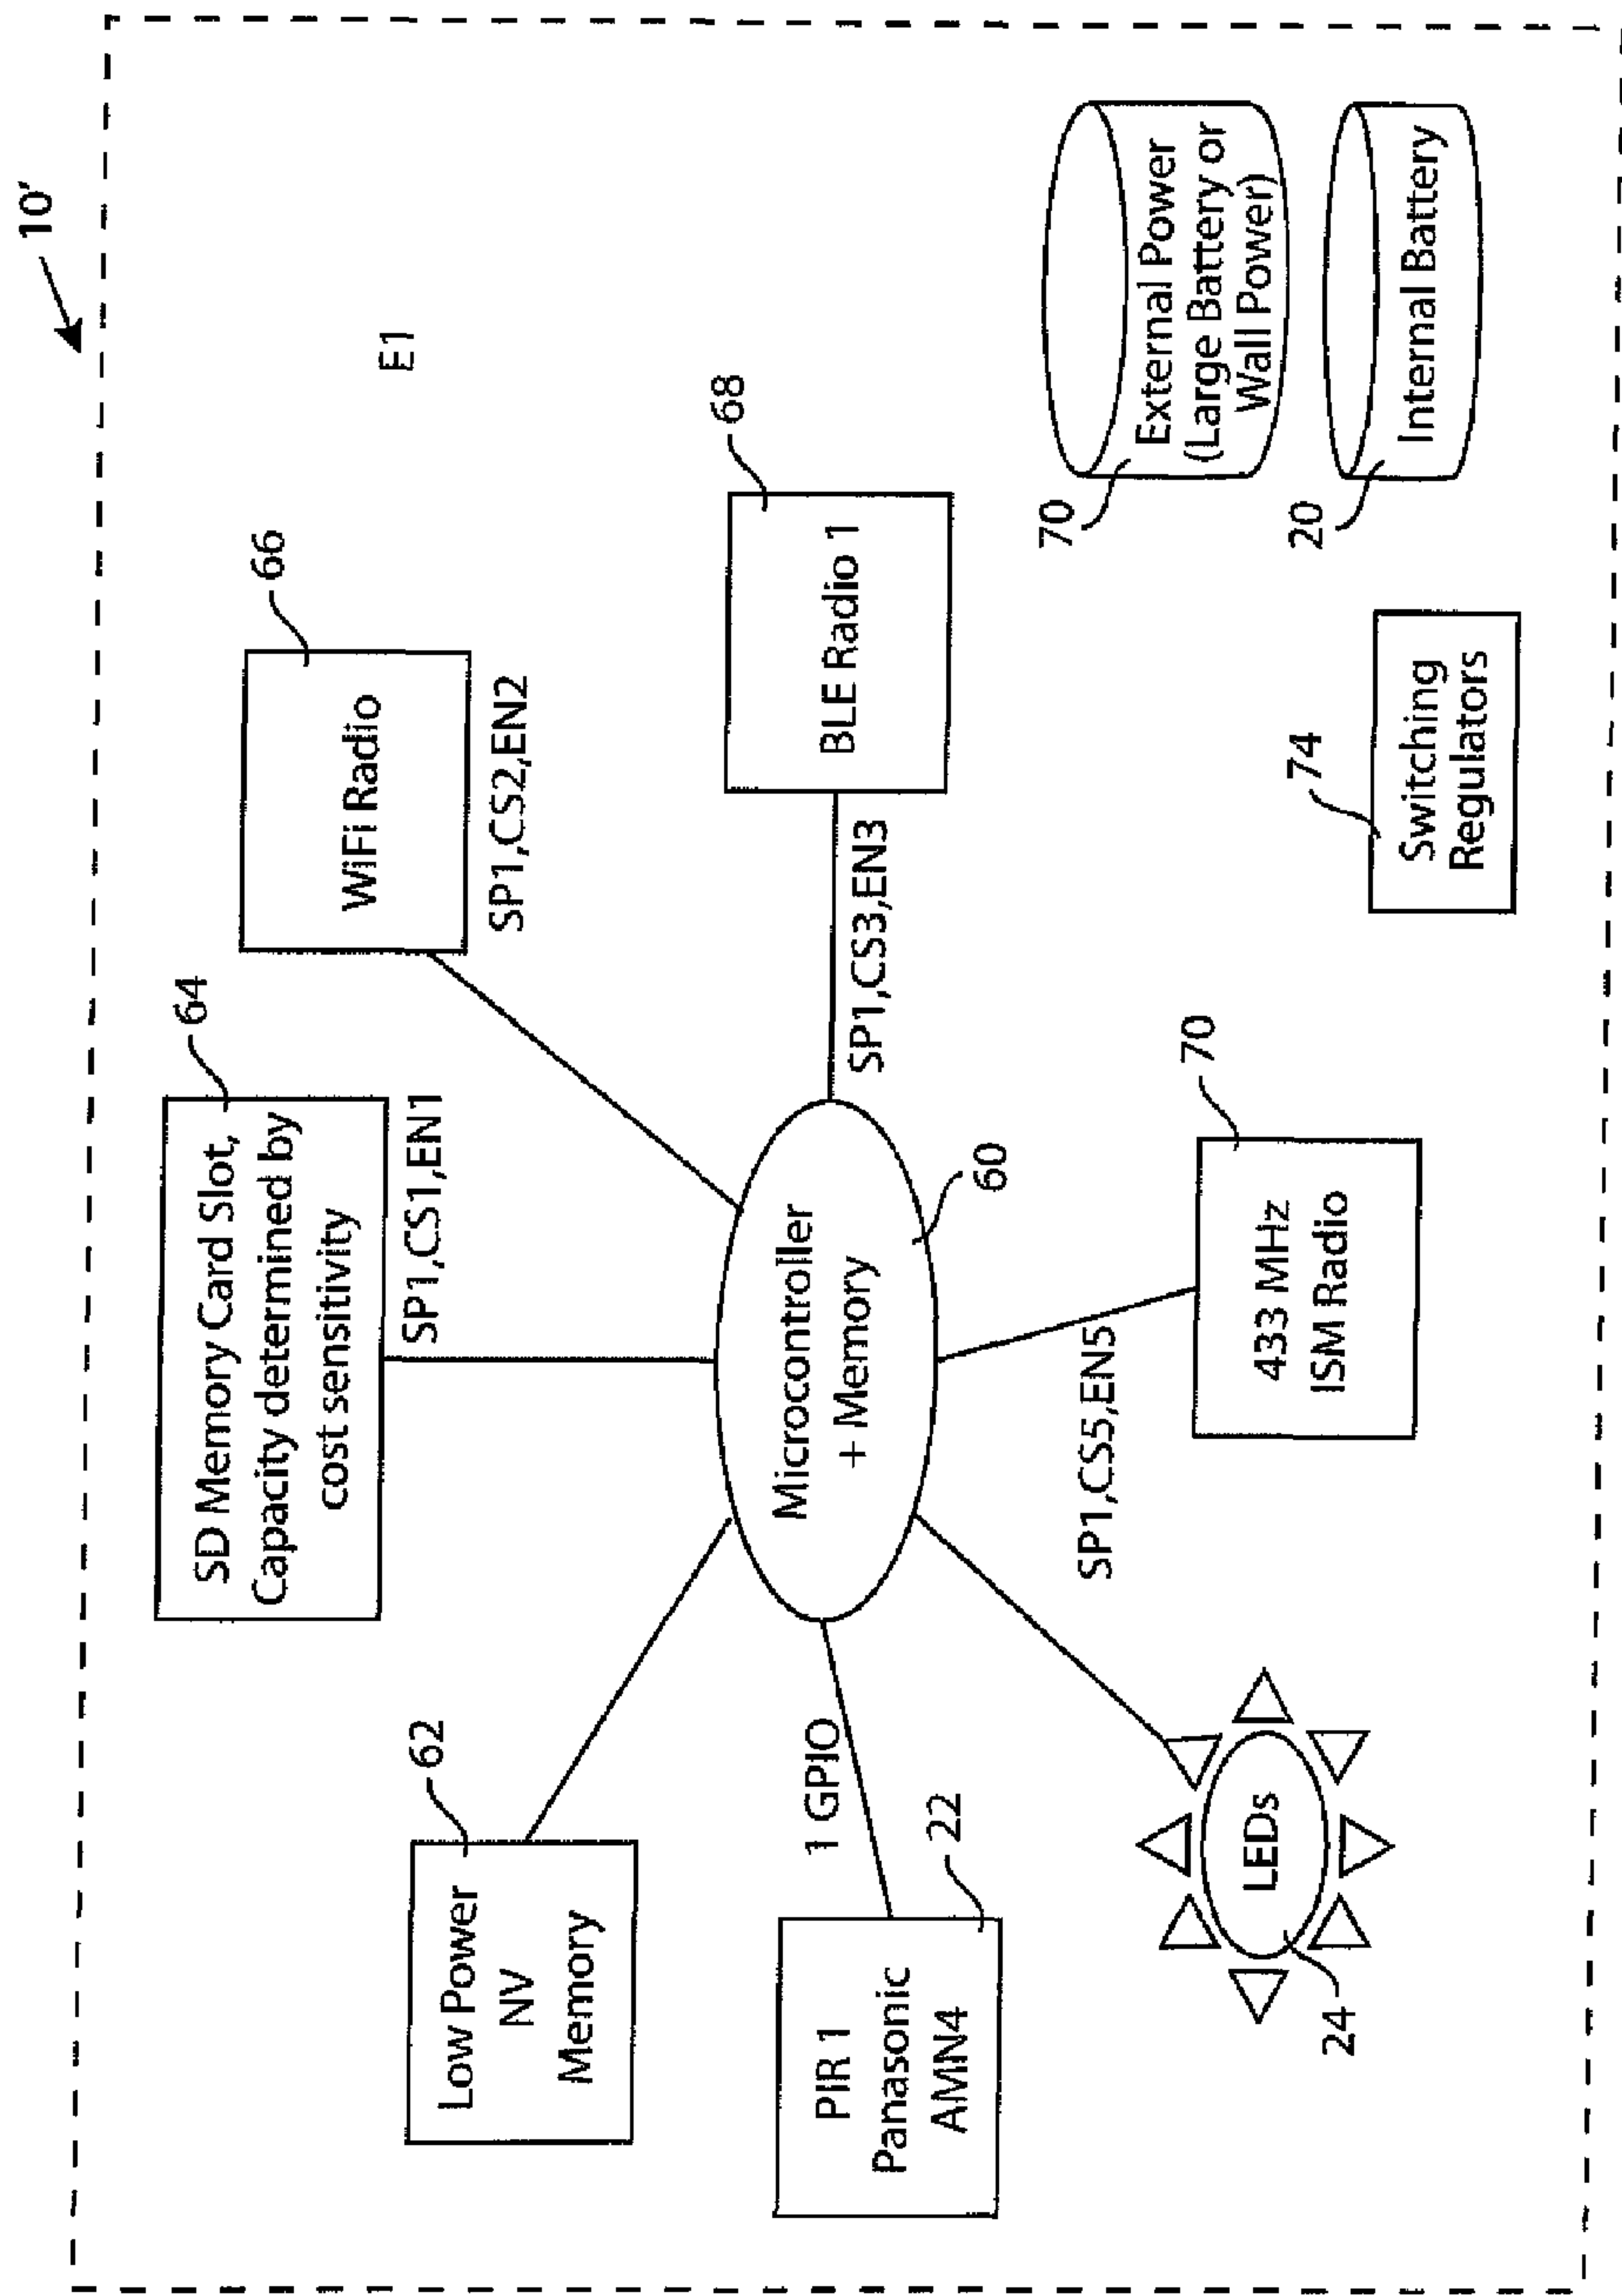 10'
E1
64
SD Memory Card Slot,
Capacity determined by
cost sensitivity
SP1,CS1,EN1
66
WiFi Radio
SP1,CS2,EN2
62
Low Power
NV
Memory
68
BLE Radio 1
SP1,CS3,EN3
Microcontroller
+ Memory
60
1 GPIO
PIR 1
Panasonic
AMN4
22
LEDs
24
SP1,CS5,EN5
70
433 MHz
ISM Radio
74
Switching
Regulators
70
External Power
(Large Battery or
Wall Power)
20
Internal Battery